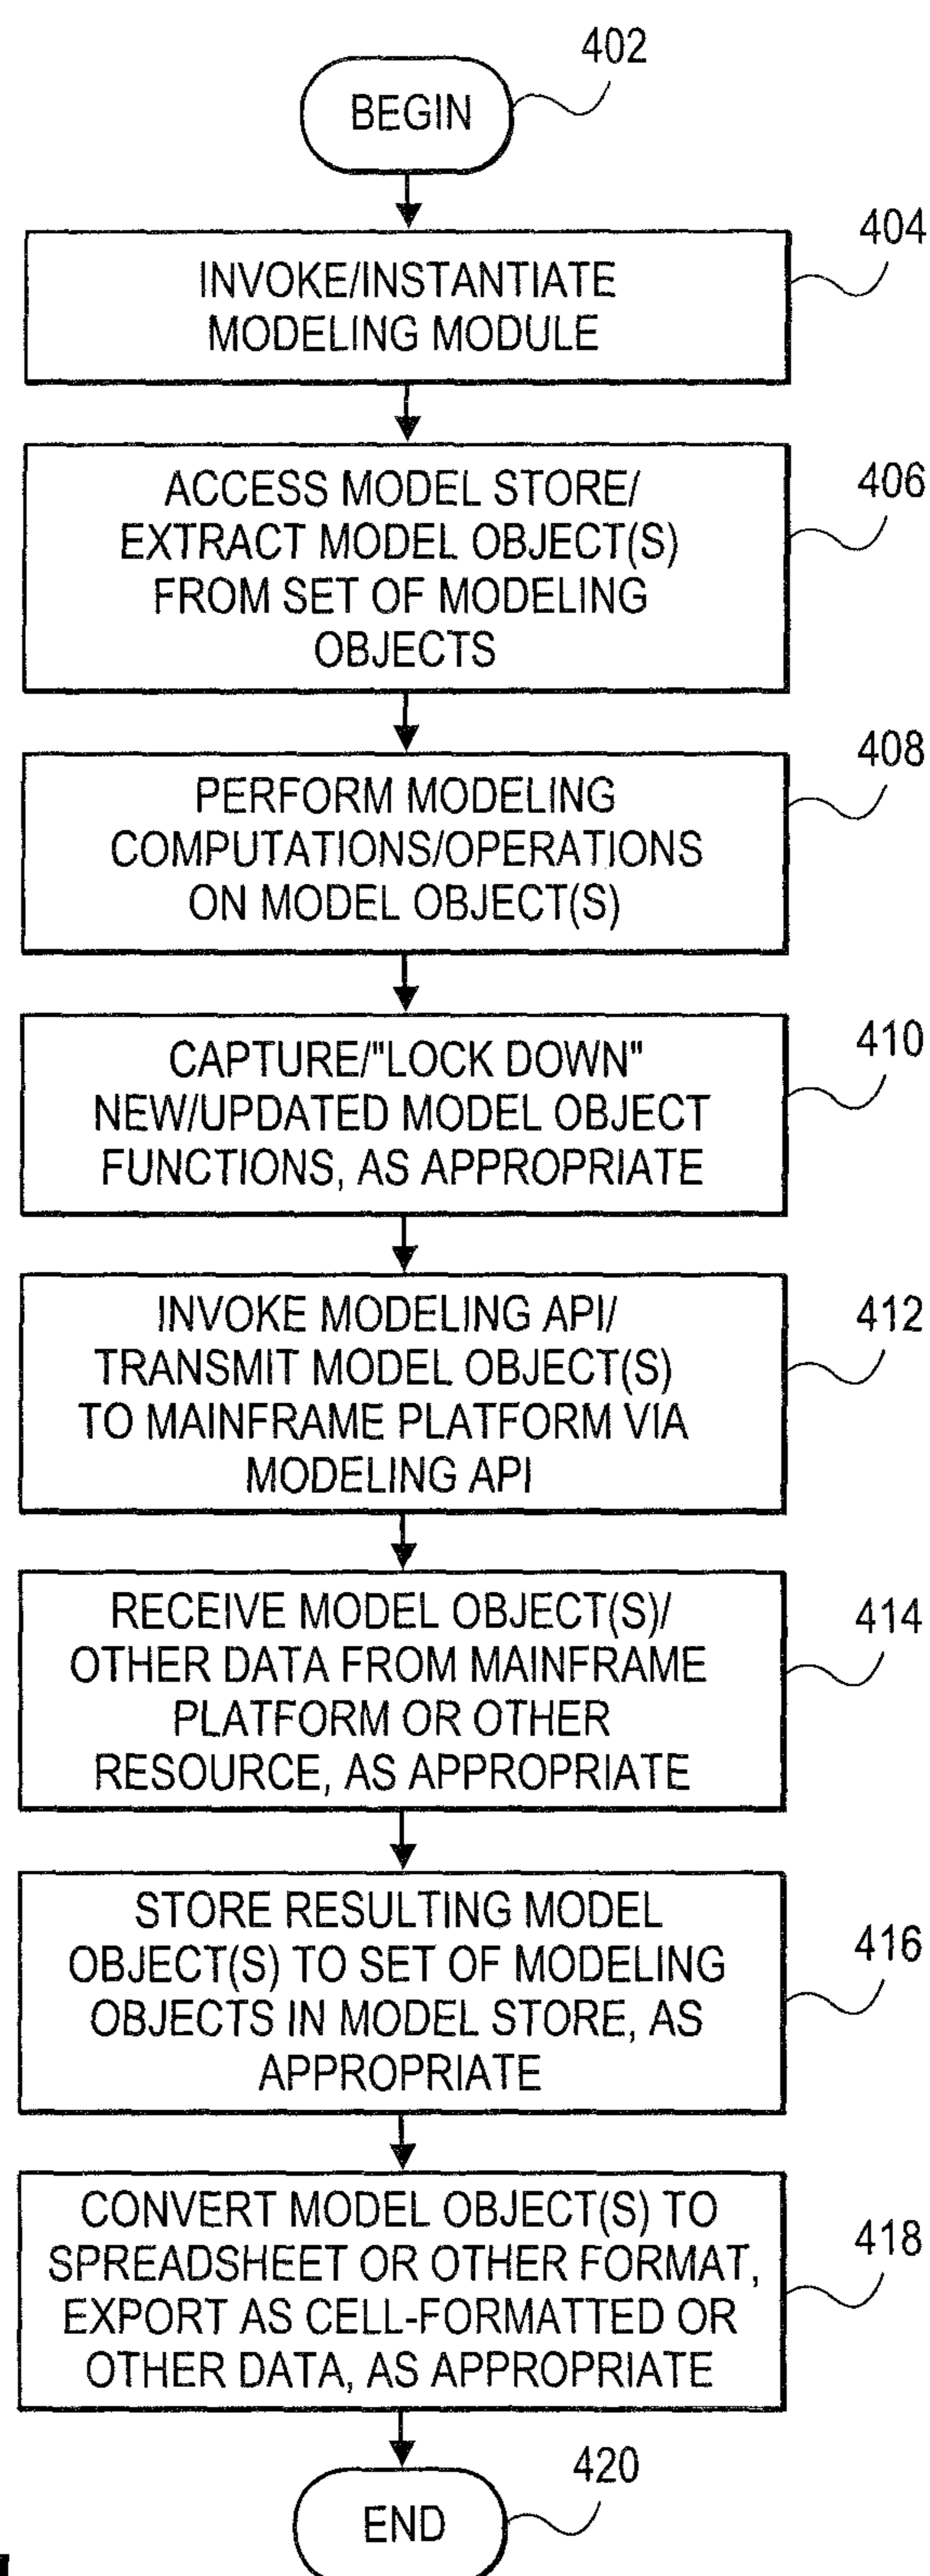 402
BEGIN
404
INVOKE/INSTANTIATE
MODELING MODULE
406
ACCESS MODEL STORE/
EXTRACT MODEL OBJECT(S)
FROM SET OF MODELING
OBJECTS
408
PERFORM MODELING
COMPUTATIONS/OPERATIONS
ON MODEL OBJECT(S)
410
CAPTURE/"LOCK DOWN"
NEW/UPDATED MODEL OBJECT
FUNCTIONS, AS APPROPRIATE
412
INVOKE MODELING API/
TRANSMIT MODEL OBJECT(S)
TO MAINFRAME PLATFORM VIA
MODELING API
414
RECEIVE MODEL OBJECT(S)/
OTHER DATA FROM MAINFRAME
PLATFORM OR OTHER
RESOURCE, AS APPROPRIATE
416
STORE RESULTING MODEL
OBJECT(S) TO SET OF MODELING
OBJECTS IN MODEL STORE, AS
APPROPRIATE
418
CONVERT MODEL OBJECT(S) TO
SPREADSHEET OR OTHER FORMAT,
EXPORT AS CELL-FORMATTED OR
OTHER DATA, AS APPROPRIATE
420
END